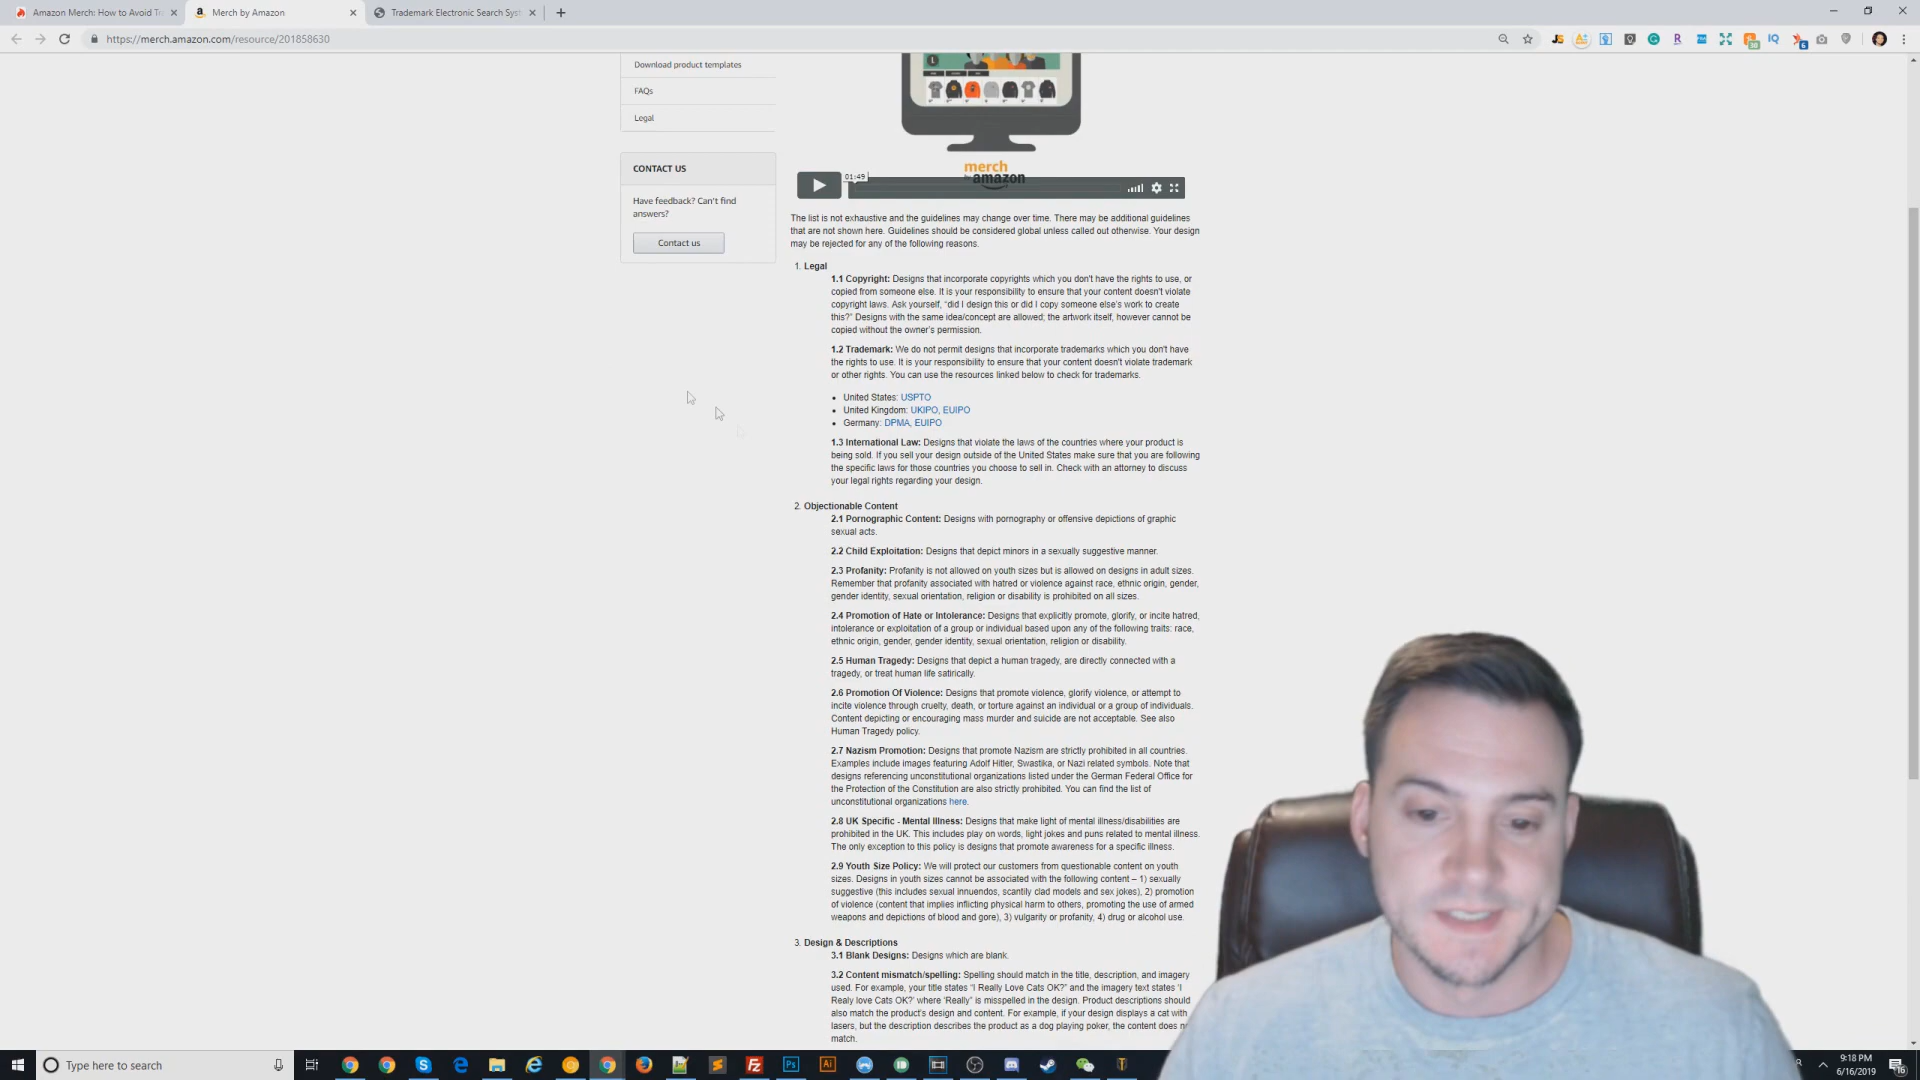 Amazon Merch: How to Avoid Tr
Merch by Amazon
Trademark Electronic Search Syst
https://merch.amazon.com/resource/201858630
Download product templates
FAQs
Legal
CONTACT US
Have feedback? Can't find
answers?
Contact us
merch
amazon
01:49
The list is not exhaustive and the guidelines may change over time. There may be additional guidelines
that are not shown here. Guidelines should be considered global unless called out otherwise. Your design
may be rejected for any of the following reasons.
1. Legal
1.1 Copyright: Designs that incorporate copyrights which you don't have the rights to use, or
copied from someone else. It is your responsibility to ensure that your content doesn't violate
copyright laws. Ask yourself, "did I design this or did I copy someone else's work to create
this?" Designs with the same idea/concept are allowed; the artwork itself, however cannot be
copied without the owner's permission.
1.2 Trademark: We do not permit designs that incorporate trademarks which you don't have
the rights to use. It is your responsibility to ensure that your content doesn't violate trademark
or other rights. You can use the resources linked below to check for trademarks.
• United States: USPTO
• United Kingdom: UKIPO, EUIPO
• Germany: DPMA, EUIPO
1.3 International Law: Designs that violate the laws of the countries where your product is
being sold. If you sell your design outside of the United States make sure that you are following
the specific laws for those countries you choose to sell in. Check with an attorney to discuss
your legal rights regarding your design.
2. Objectionable Content
2.1 Pornographic Content: Designs with pornography or offensive depictions of graphic
sexual acts.
2.2 Child Exploitation: Designs that depict minors in a sexually suggestive manner.
2.3 Profanity: Profanity is not allowed on youth sizes but is allowed on designs in adult sizes.
Remember that profanity associated with hatred or violence against race, ethnic origin, gender,
gender identity, sexual orientation, religion or disability is prohibited on all sizes.
2.4 Promotion of Hate or Intolerance: Designs that explicitly promote, glorify, or incite hatred,
intolerance or exploitation of a group or individual based upon any of the following traits: race,
ethnic origin, gender, gender identity, sexual orientation, religion or disability.
2.5 Human Tragedy: Designs that depict a human tragedy, are directly connected with a
tragedy, or treat human life satirically.
2.6 Promotion Of Violence: Designs that promote violence, glorify violence, or attempt to
incite violence through cruelty, death, or torture against an individual or a group of individuals.
Content depicting or encouraging mass murder and suicide are not acceptable. See also
Human Tragedy policy.
2.7 Nazism Promotion: Designs that promote Nazism are strictly prohibited in all countries.
Examples include images featuring Adolf Hitler, Swastika, or Nazi related symbols. Note that
designs referencing unconstitutional organizations listed under the German Federal Office for
the Protection of the Constitution are also strictly prohibited. You can find the list of
unconstitutional organizations here.
2.8 UK Specific - Mental Illness: Designs that make light of mental illness/disabilities are
prohibited in the UK. This includes play on words, light jokes and puns related to mental illness.
The only exception to this policy is designs that promote awareness for a specific illness.
2.9 Youth Size Policy: We will protect our customers from questionable content on youth
sizes. Designs in youth sizes cannot be associated with the following content – 1) sexually
suggestive (this includes sexual innuendos, scantily clad models and sex jokes), 2) promotion
of violence (content that implies inflicting physical harm to others, promoting the use of armed
weapons and depictions of blood and gore), 3) vulgarity or profanity, 4) drug or alcohol use.
3. Design & Descriptions
3.1 Blank Designs: Designs which are blank.
3.2 Content mismatch/spelling: Spelling should match in the title, description, and imagery
used. For example, your title states "I Really Love Cats OK?" and the imagery text states 'I
Realy love Cats OK?' where 'Really" is misspelled in the design. Product descriptions should
also match the product's design and content. For example, if your design displays a cat with
lasers, but the description describes the product as a dog playing poker, the content does n
match.
Type here to search
9:18 PM
6/16/2019